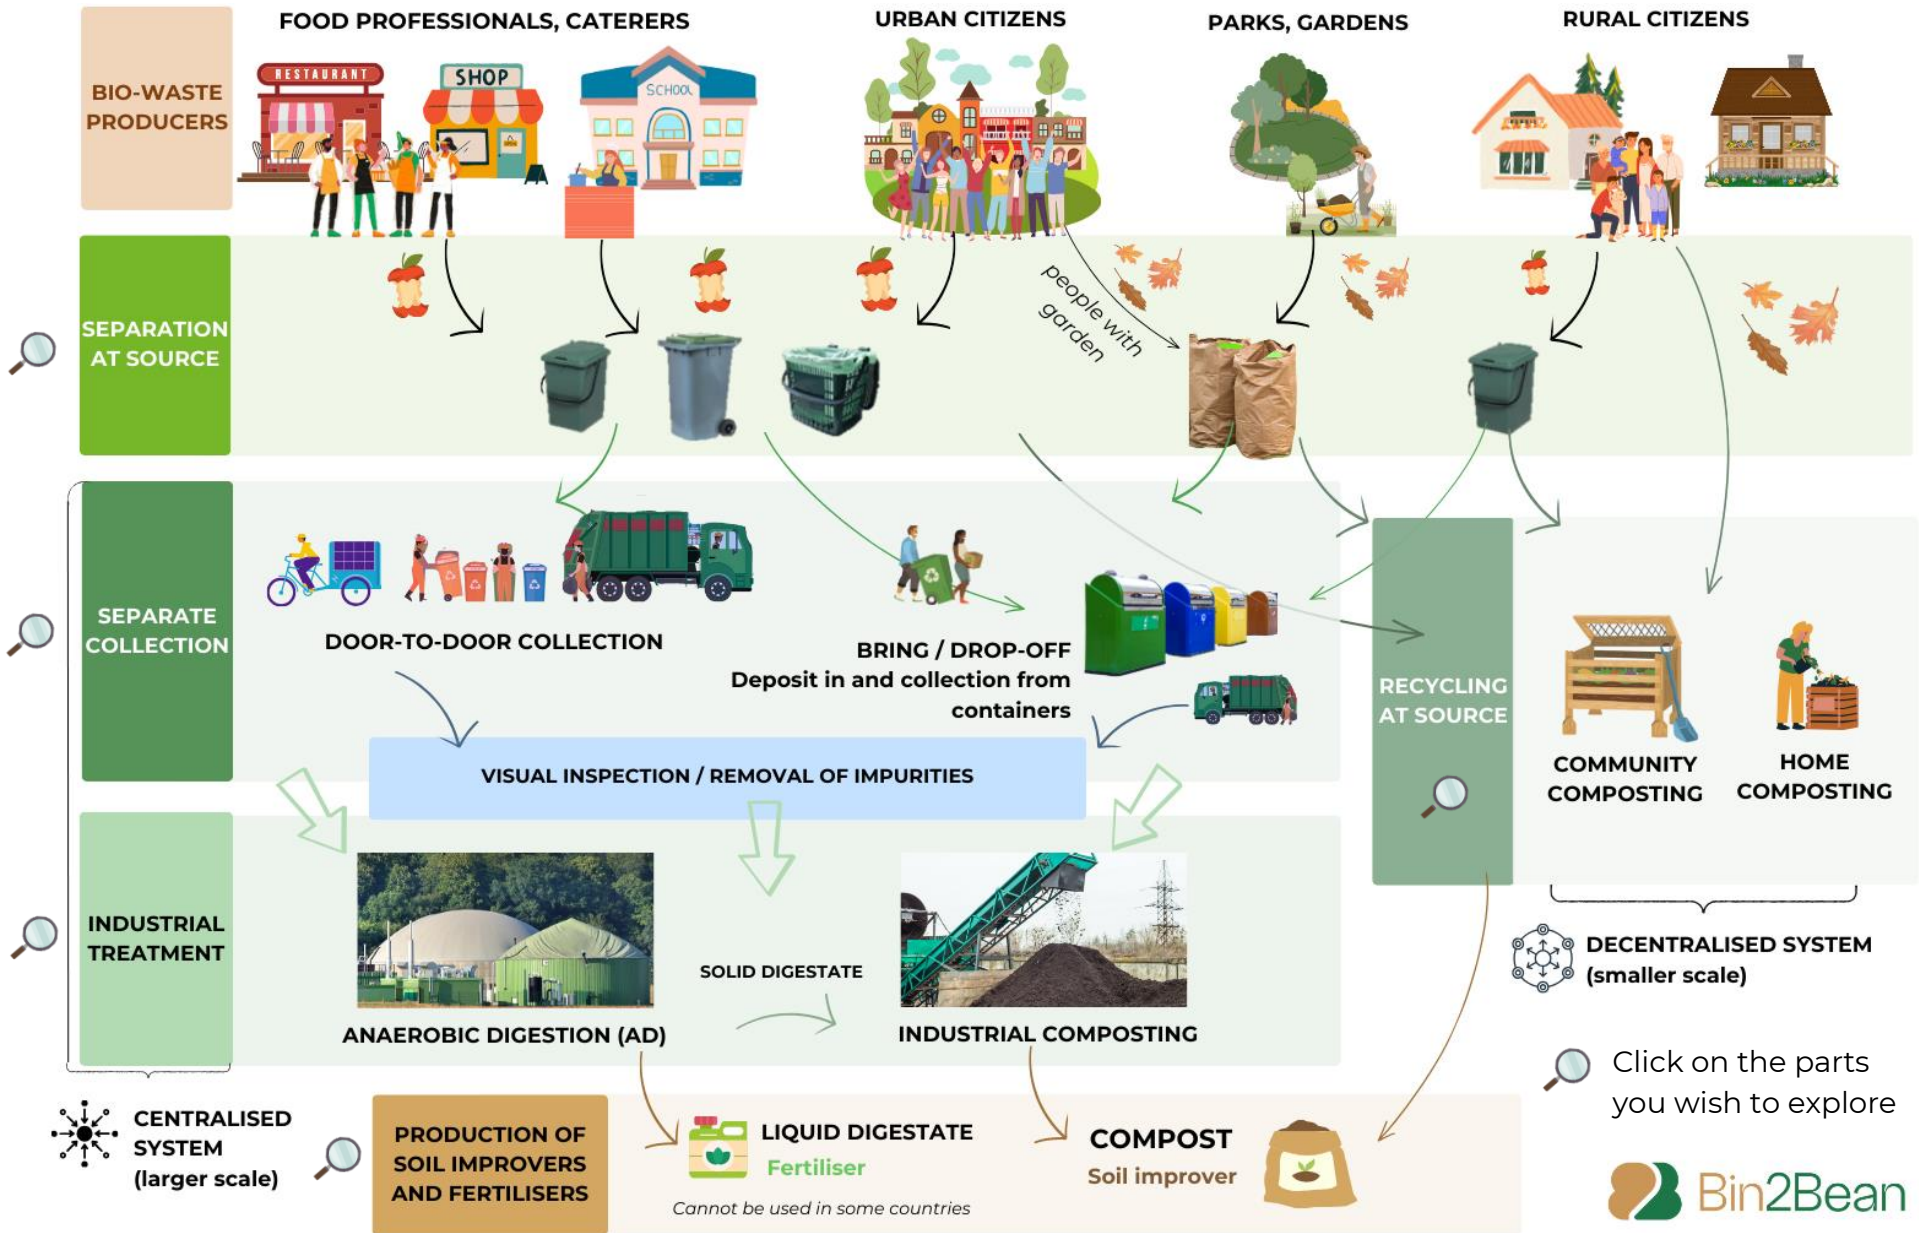 FOOD PROFESSIONALS, CATERERS
URBAN CITIZENS
PARKS, GARDENS
RURAL CITIZENS
BIO-WASTE
PRODUCERS
RESTAURANT
SHOP
OPEN
SCHOOL
SEPARATION
AT SOURCE
people with
garden
SEPARATE
COLLECTION
DOOR-TO-DOOR COLLECTION
BRING / DROP-OFF
Deposit in and collection from
containers
RECYCLING
AT SOURCE
COMMUNITY
COMPOSTING
HOME
COMPOSTING
VISUAL INSPECTION / REMOVAL OF IMPURITIES
INDUSTRIAL
TREATMENT
SOLID DIGESTATE
ANAEROBIC DIGESTION (AD)
INDUSTRIAL COMPOSTING
DECENTRALISED SYSTEM
(smaller scale)
Click on the parts
you wish to explore
CENTRALISED
SYSTEM
(larger scale)
PRODUCTION OF
SOIL IMPROVERS
AND FERTILISERS
LIQUID DIGESTATE
Fertiliser
Cannot be used in some countries
COMPOST
Soil improver
Bin2Bean